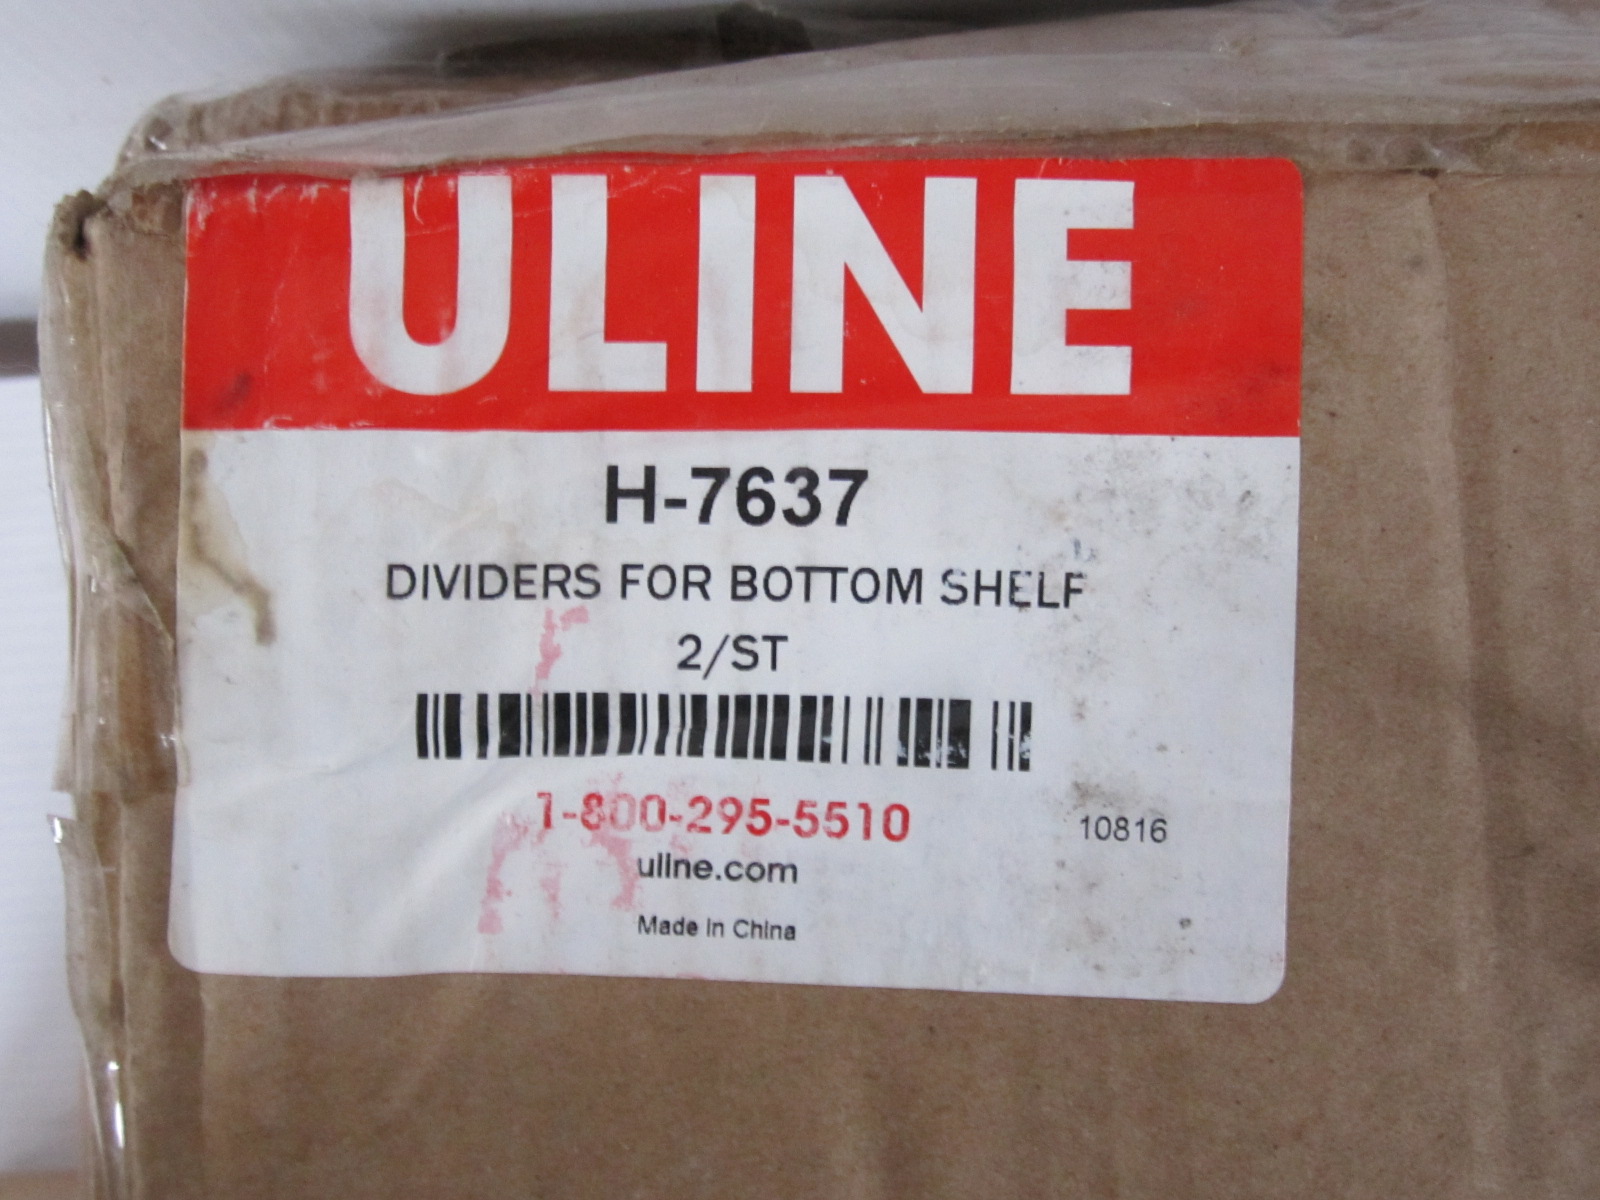 ULINE
H-7637
DIVIDERS FOR BOTTOM SHELF
2/ST
1-800-295-5510
10816
uline.com
Made in China